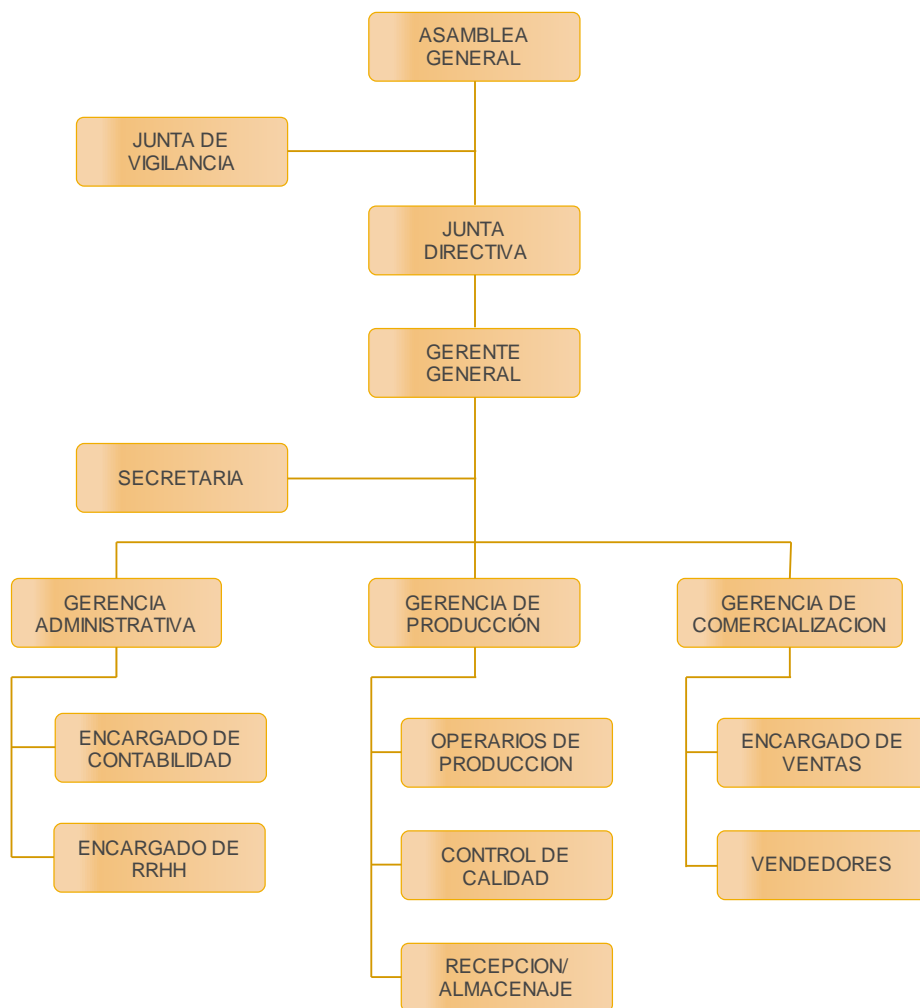 ASAMBLEA
GENERAL
JUNTA DE
VIGILANCIA
JUNTA
DIRECTIVA
GERENTE
GENERAL
SECRETARIA
GERENCIA
ADMINISTRATIVA
GERENCIA DE
PRODUCCIÓN
GERENCIA DE
COMERCIALIZACION
ENCARGADO DE
CONTABILIDAD
ENCARGADO DE
RRHH
OPERARIOS DE
PRODUCCION
CONTROL DE
CALIDAD
RECEPCION/
ALMACENAJE
ENCARGADO DE
VENTAS
VENDEDORES